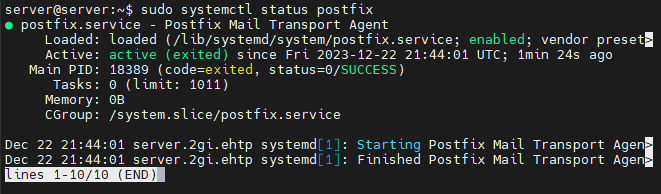 server@server:~$ sudo systemctl status postfix
● postfix.service - Postfix Mail Transport Agent
Loaded: loaded (/lib/systemd/system/postfix.service; enabled; vendor preset>
Active: active (exited) since Fri 2023-12-22 21:44:01 UTC; 1min 24s ago
Main PID: 18389 (code=exited, status=0/SUCCESS)
Tasks: 0 (limit: 1011)
Memory: 0B
CGroup: /system.slice/postfix.service

Dec 22 21:44:01 server.2gi.ehtp systemd[1]: Starting Postfix Mail Transport Agen>
Dec 22 21:44:01 server.2gi.ehtp systemd[1]: Finished Postfix Mail Transport Agen>
lines 1-10/10 (END)